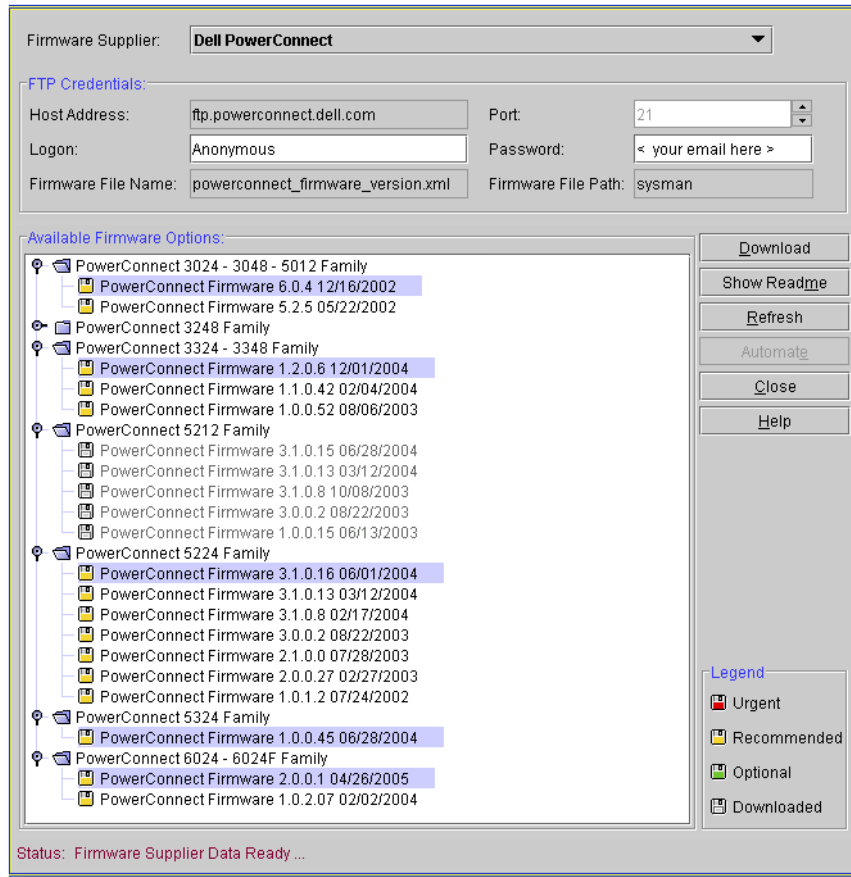 Firmware Supplier: Dell PowerConnect
FTP Credentials:
Host Address: ftp.powerconnect.dell.com Port: 21
Logon: Anonymous Password: < your email here >
Firmware File Name: powerconnect_firmware_version.xml Firmware File Path: sysman
Available Firmware Options:
PowerConnect 3024 - 3048 - 5012 Family
PowerConnect Firmware 6.0.4 12/16/2002
PowerConnect Firmware 5.2.5 05/22/2002
PowerConnect 3248 Family
PowerConnect 3324 - 3348 Family
PowerConnect Firmware 1.2.0.6 12/01/2004
PowerConnect Firmware 1.1.0.42 02/04/2004
PowerConnect Firmware 1.0.0.52 08/06/2003
PowerConnect 5212 Family
PowerConnect Firmware 3.1.0.15 06/28/2004
PowerConnect Firmware 3.1.0.13 03/12/2004
PowerConnect Firmware 3.1.0.8 10/08/2003
PowerConnect Firmware 3.0.0.2 08/22/2003
PowerConnect Firmware 1.0.0.15 06/13/2003
PowerConnect 5224 Family
PowerConnect Firmware 3.1.0.16 06/01/2004
PowerConnect Firmware 3.1.0.13 03/12/2004
PowerConnect Firmware 3.1.0.8 02/17/2004
PowerConnect Firmware 3.0.0.2 08/22/2003
PowerConnect Firmware 2.1.0.0 07/28/2003
PowerConnect Firmware 2.0.0.27 02/27/2003
PowerConnect Firmware 1.0.1.2 07/24/2002
PowerConnect 5324 Family
PowerConnect Firmware 1.0.0.45 06/28/2004
PowerConnect 6024 - 6024F Family
PowerConnect Firmware 2.0.0.1 04/26/2005
PowerConnect Firmware 1.0.2.07 02/02/2004
Download
Show Readme
Refresh
Automate
Close
Help
Legend
Urgent
Recommended
Optional
Downloaded
Status: Firmware Supplier Data Ready ...